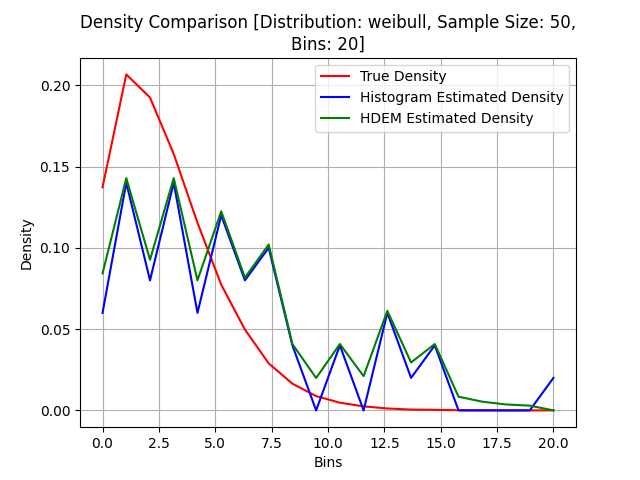 Density Comparison [Distribution: weibull, Sample Size: 50,
Bins: 20]
True Density
Histogram Estimated Density
HDEM Estimated Density
Density
0.20
0.15
0.10
0.05
0.00
0.0 2.5 5.0 7.5 10.0 12.5 15.0 17.5 20.0
Bins